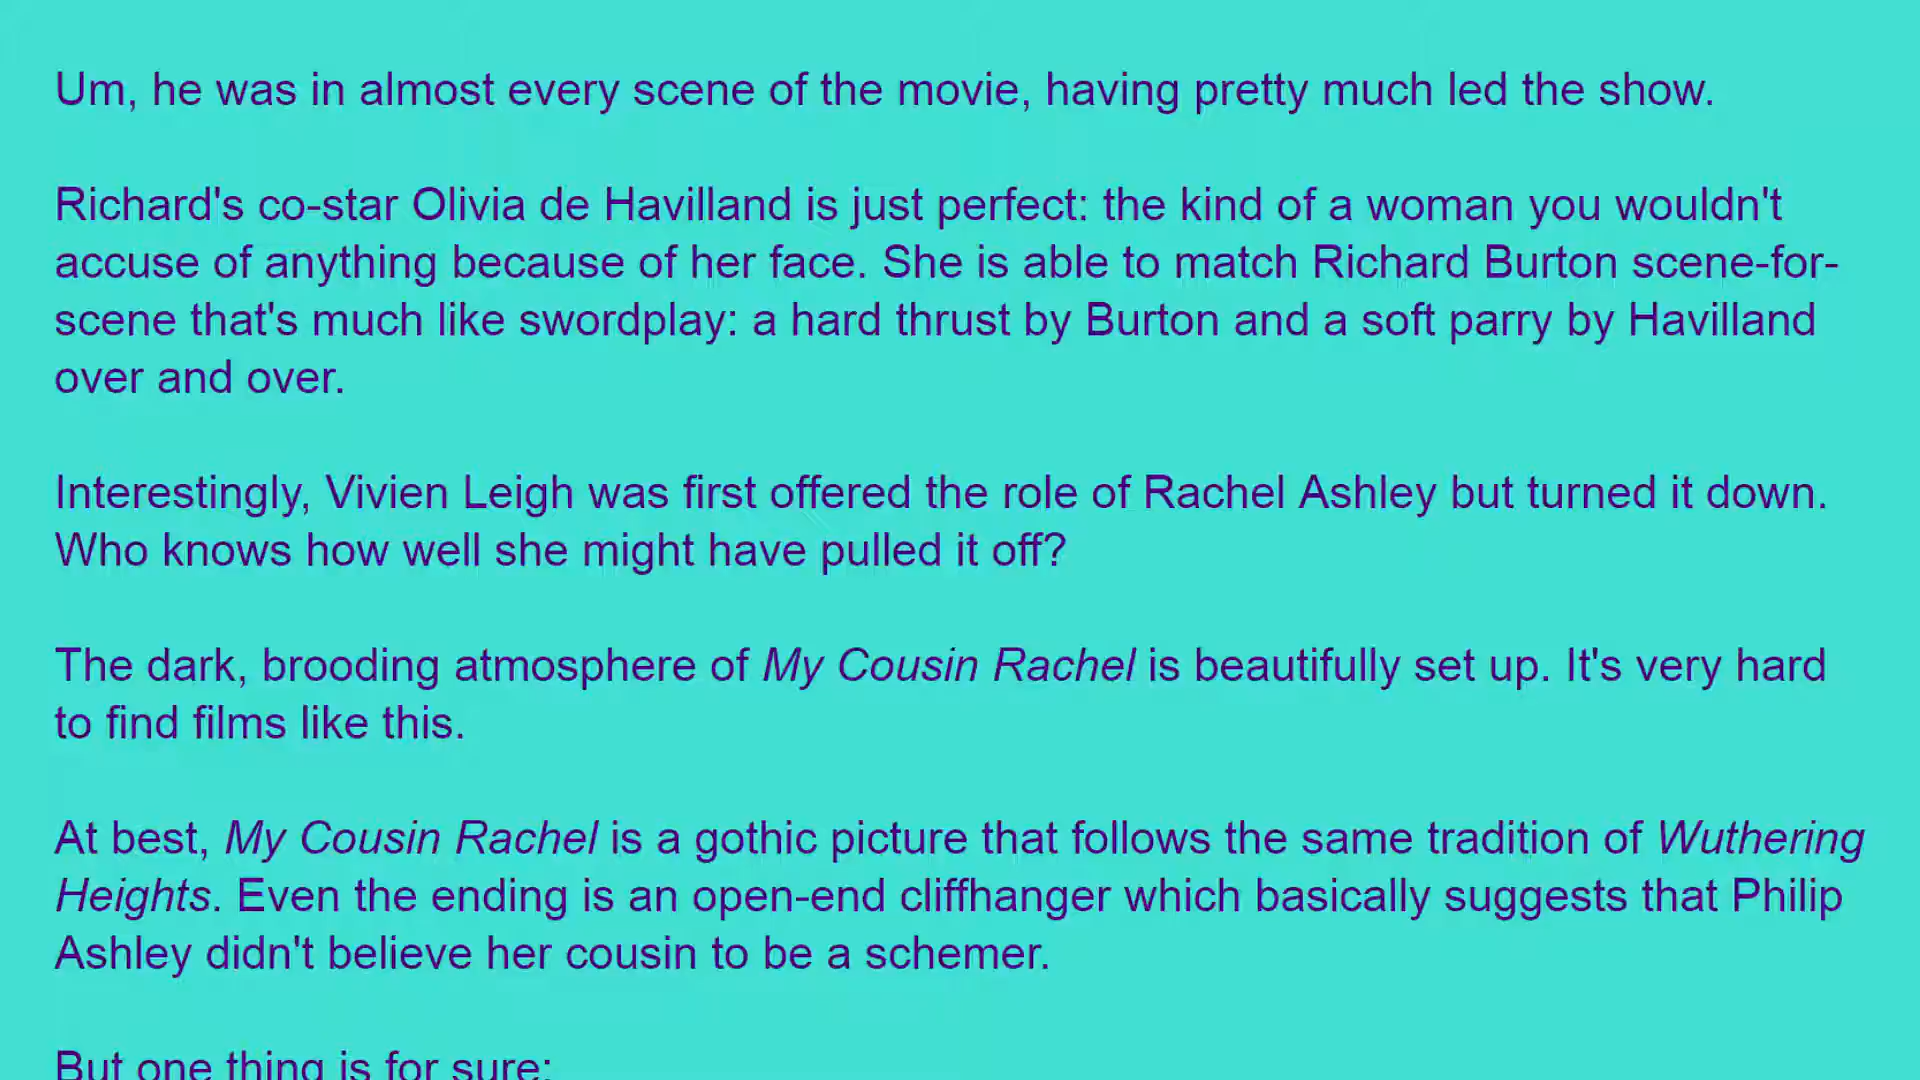 Um, he was in almost every scene of the movie, having pretty much led the show.
Richard's co-star Olivia de Havilland is just perfect: the kind of a woman you wouldn't
accuse of anything because of her face. She is able to match Richard Burton scene-for-
scene that's much like swordplay: a hard thrust by Burton and a soft parry by Havilland
over and over.
Interestingly, Vivien Leigh was first offered the role of Rachel Ashley but turned it down.
Who knows how well she might have pulled it off?
The dark, brooding atmosphere of My Cousin Rachel is beautifully set up. It's very hard
to find films like this.
At best, My Cousin Rachel is a gothic picture that follows the same tradition of Wuthering
Heights. Even the ending is an open-end cliffhanger which basically suggests that Philip
Ashley didn't believe her cousin to be a schemer.
But one thing is for sure: